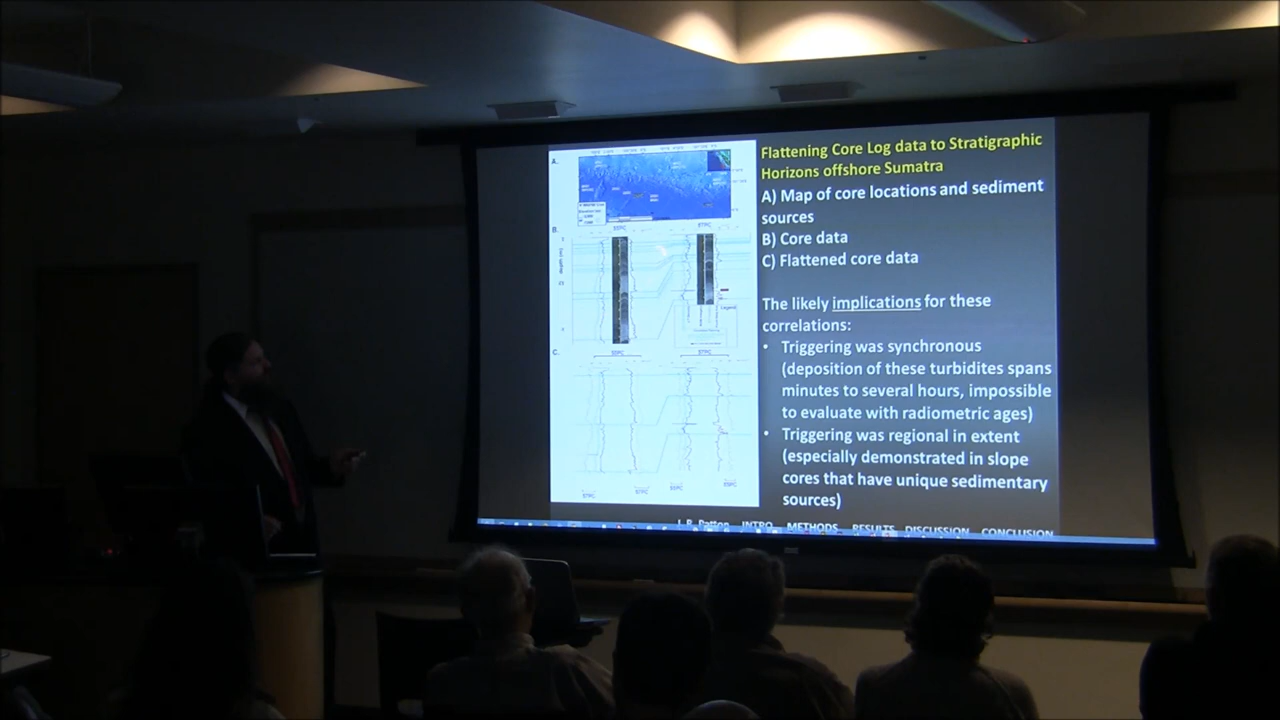 Flattening Core Log data to Stratigraphic
Horizons offshore Sumatra
A) Map of core locations and sediment
sources
B) Core data
C) Flattened core data
The likely implications for these
correlations:
• Triggering was synchronous
(deposition of these turbidites spans
minutes to several hours, impossible
to evaluate with radiometric ages)
• Triggering was regional in extent
(especially demonstrated in slope
cores that have unique sedimentary
sources)
J. R. Patton INTRO METHODS RESULTS DISCUSSION CONCLUSION
A.
B.
depth (m)
C.
Legend